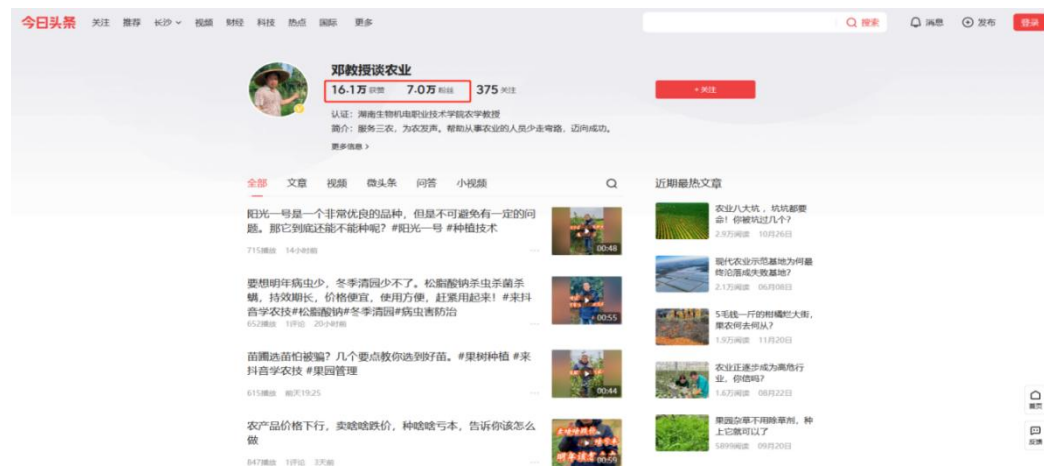 今日头条 关注 推荐 长沙 视频 财经 科技 热点 国际 更多 搜索 消息 发布 登录
邓教授谈农业
16.1万 获赞 7.0万 粉丝 375 关注
+ 关注
认证：湖南生物机电职业技术学院农学教授
简介：服务三农，为农发声。帮助从事农业的人员少走弯路，迈向成功。
更多信息 >
全部 文章 视频 微头条 问答 小视频
阳光一号是一个非常优良的品种，但是不可避免有一定的问
题。那它到底还能不能种呢？#阳光一号 #种植技术
715播放 14小时前
00:48
要想明年病虫少，冬季清园少不了。松脂酸钠杀虫杀菌杀
螨，持效期长，价格便宜，使用方便，赶紧用起来！#来抖
音学农技#松脂酸钠#冬季清园#病虫害防治
652播放 1评论 20小时前
00:55
苗圃选苗怕被骗？几个要点教你选到好苗。#果树种植 #来
抖音学农技 #果园管理
615播放 前天19:25
00:44
农产品价格下行，卖啥啥跌价，种啥啥亏本，告诉你该怎么
做
847播放 1评论 3天前
00:59
近期最热文章
农业八大坑，坑坑都要
命！你被坑过几个？
2.9万阅读 10月26日
现代农业示范基地为何最
终沦落成失败基地？
2.1万阅读 06月08日
5毛钱一斤的柑橘烂大街，
果农何去何从？
1.9万阅读 11月20日
农业正逐步成为高危行
业，你信吗？
1.6万阅读 08月22日
果园杂草不用除草剂，种
上它就可以了
5899阅读 09月20日
首页
反馈